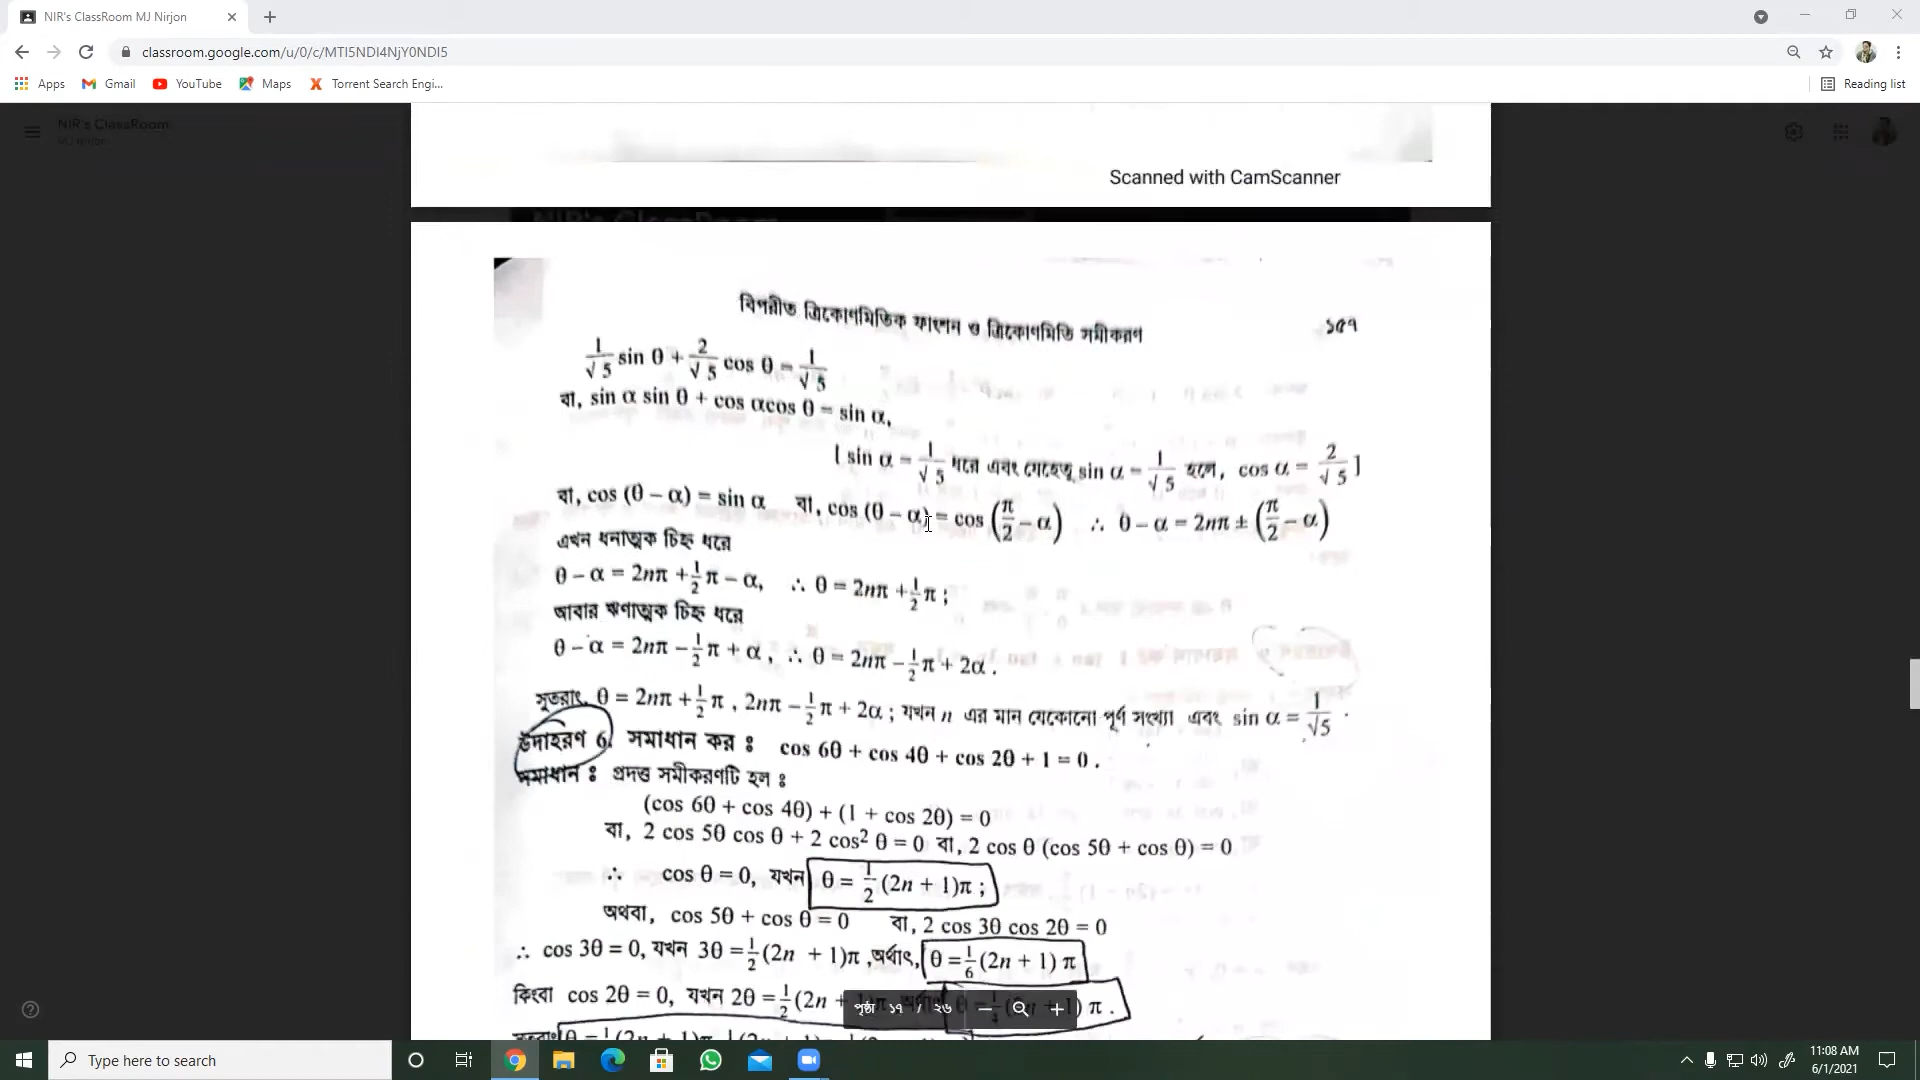 NIR's ClassRoom MJ Nirjon
classroom.google.com/u/0/c/MTI5NDI4NjY0NDI5
Apps Gmail YouTube Maps Torrent Search Engi... Reading list
NIR's ClassRoom
MJ Nirjon
Scanned with CamScanner
NIR's ClassRoom
বিপরীত ত্রিকোণমিতিক ফাংশন ও ত্রিকোণমিতি সমীকরণ ১৫৭
1/√5 sin θ + 2/√5 cos θ = 1/√5
বা, sin α sin θ + cos αcos θ = sin α,
[ sin α = 1/√5 ধরে এবং যেহেতু sin α = 1/√5 হলে, cos α = 2/√5 ]
বা, cos (θ – α) = sin α বা, cos (θ – α) = cos (π/2 – α) ∴ θ – α = 2nπ ± (π/2 – α)
এখন ধনাত্মক চিহ্ন ধরে
θ – α = 2nπ + 1/2 π – α, ∴ θ = 2nπ + 1/2 π ;
আবার ঋণাত্মক চিহ্ন ধরে
θ – α = 2nπ – 1/2 π + α , ∴ θ = 2nπ – 1/2 π + 2α .
সুতরাং, θ = 2nπ + 1/2 π , 2nπ – 1/2 π + 2α ; যখন n এর মান যেকোনো পূর্ণ সংখ্যা এবং sin α = 1/√5 .
উদাহরণ 6. সমাধান কর : cos 6θ + cos 4θ + cos 2θ + 1 = 0 .
সমাধান : প্রদত্ত সমীকরণটি হল :
(cos 6θ + cos 4θ) + (1 + cos 2θ) = 0
বা, 2 cos 5θ cos θ + 2 cos² θ = 0 বা, 2 cos θ (cos 5θ + cos θ) = 0
∴ cos θ = 0, যখন θ = 1/2 (2n + 1)π ;
অথবা, cos 5θ + cos θ = 0 বা, 2 cos 3θ cos 2θ = 0
∴ cos 3θ = 0, যখন 3θ = 1/2 (2n + 1)π , অর্থাৎ, θ = 1/6 (2n + 1) π
কিংবা cos 2θ = 0, যখন 2θ = 1/2 (2n + 1) π .
পৃষ্ঠা ১৭ / ২৬
Type here to search
11:08 AM
6/1/2021